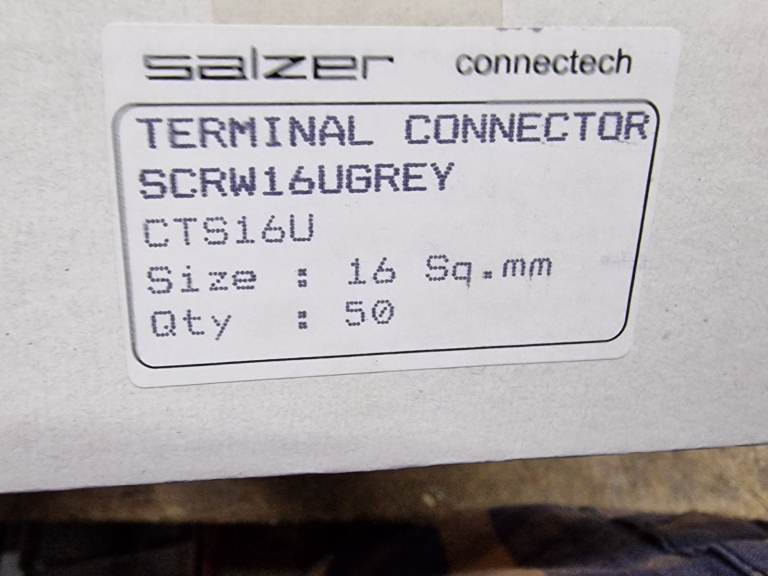 salzer connectech
TERMINAL CONNECTOR
SCRW16UGREY
CTS16U
Size : 16 Sq.mm
Qty : 50